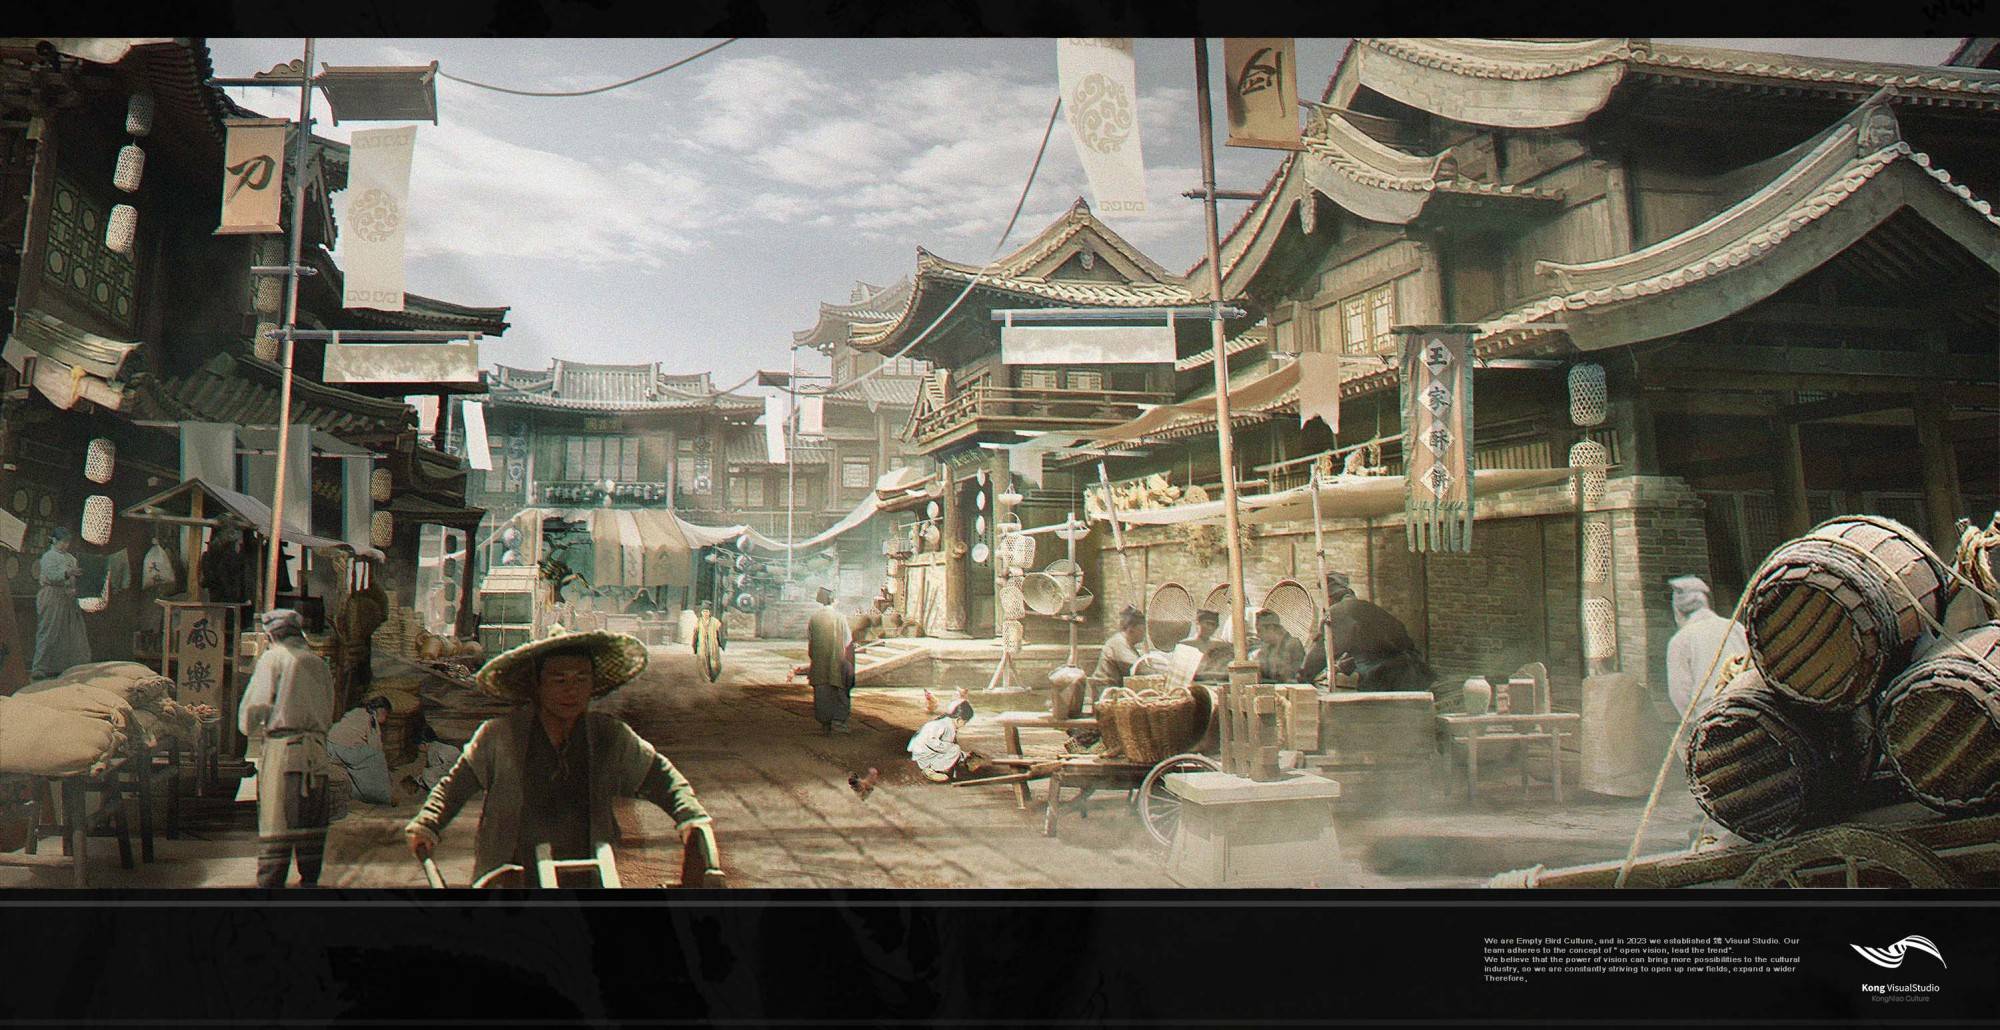 刀
剑
王家酥餅
風樂
We are Empty Bird Culture, and in 2023 we established 鵼 Visual Studio. Our
team adheres to the concept of " open vision, lead the trend".
We believe that the power of vision can bring more possibilities to the cultural
industry, so we are constantly striving to open up new fields, expand a wider
Therefore,
Kong VisualStudio
KongNiao Culture